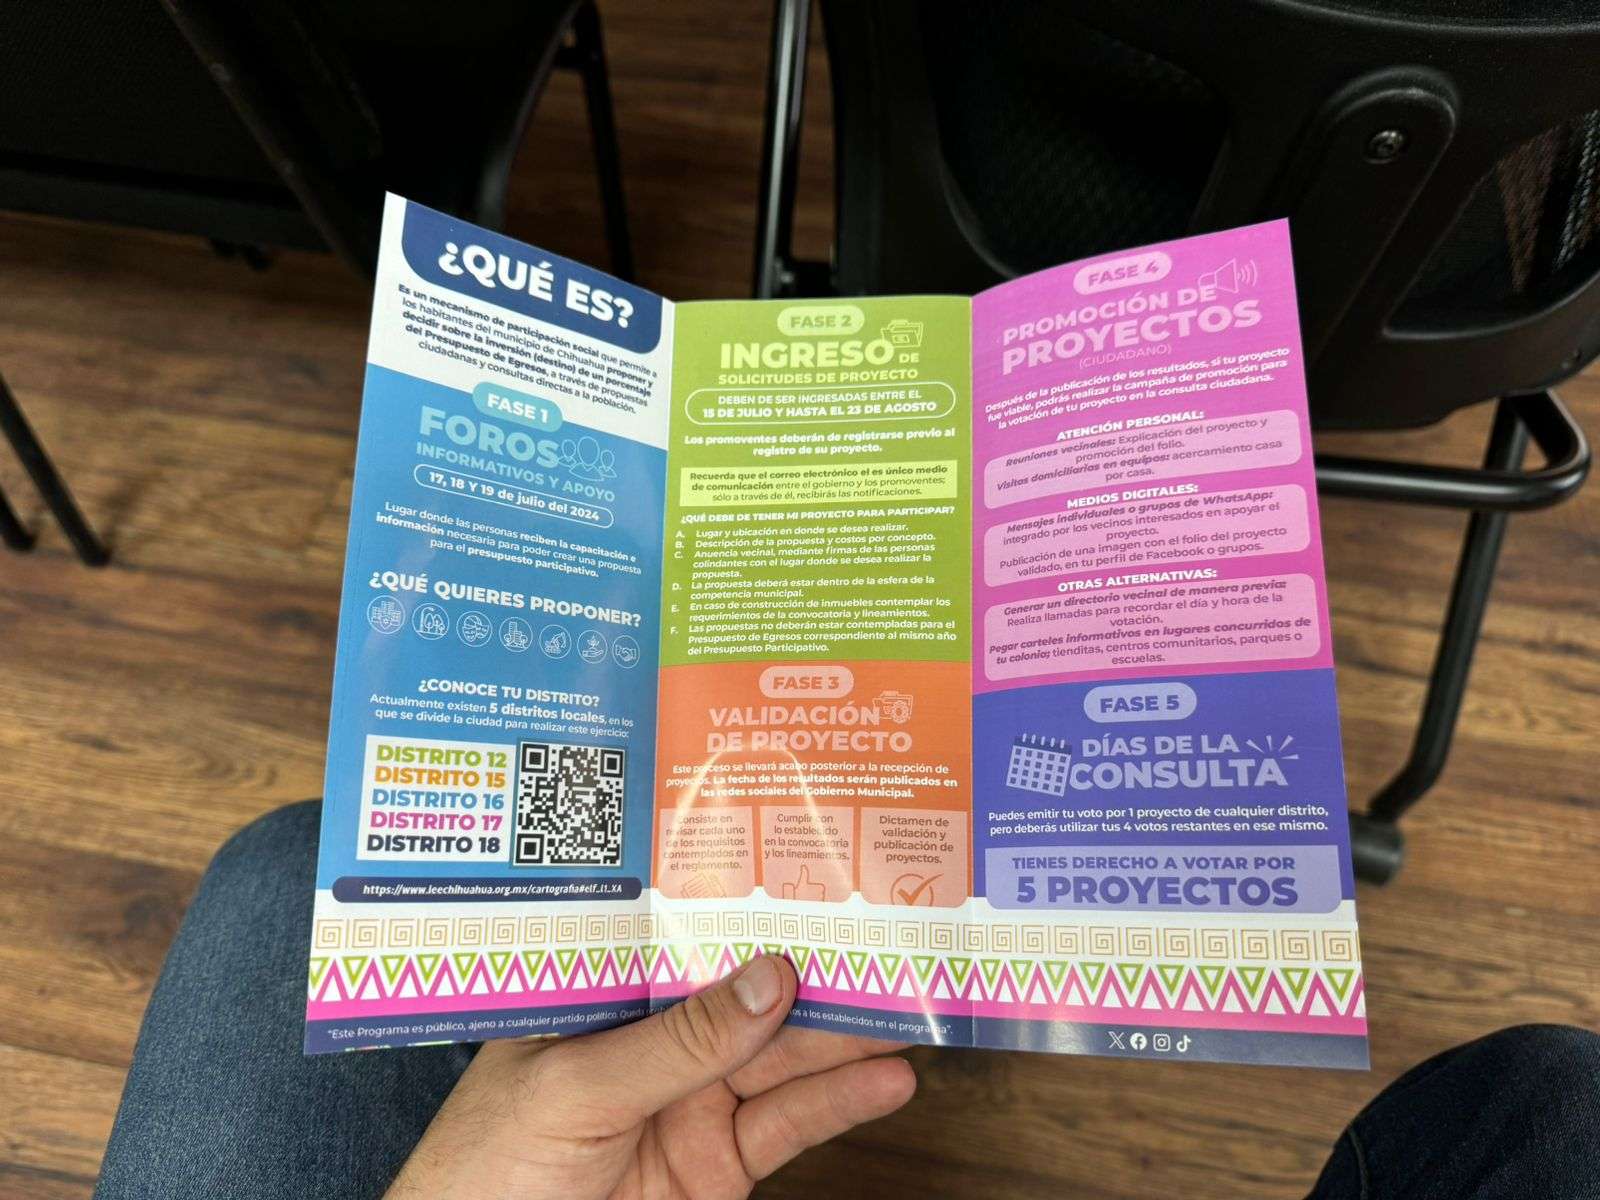 ¿QUÉ ES?
Es un mecanismo de participación social que permite a
los habitantes del municipio de Chihuahua proponer y
decidir sobre la inversión (destino) de un porcentaje
del Presupuesto de Egresos, a través de propuestas
ciudadanas y consultas directas a la población.
FASE 1
FOROS
INFORMATIVOS Y APOYO
17, 18 Y 19 de julio del 2024
Lugar donde las personas reciben la capacitación e
información necesaria para poder crear una propuesta
para el presupuesto participativo.
¿QUÉ QUIERES PROPONER?
¿CONOCE TU DISTRITO?
Actualmente existen 5 distritos locales, en los
que se divide la ciudad para realizar este ejercicio:
DISTRITO 12
DISTRITO 15
DISTRITO 16
DISTRITO 17
DISTRITO 18
https://www.ieechihuahua.org.mx/cartografia#elf_l1_XA
FASE 2
INGRESO DE
SOLICITUDES DE PROYECTO
DEBEN DE SER INGRESADAS ENTRE EL
15 DE JULIO Y HASTA EL 23 DE AGOSTO
Los promoventes deberán de registrarse previo al
registro de su proyecto.
Recuerda que el correo electrónico el es único medio
de comunicación entre el gobierno y los promoventes;
sólo a través de él, recibirás las notificaciones.
¿QUÉ DEBE DE TENER MI PROYECTO PARA PARTICIPAR?
A. Lugar y ubicación en donde se desea realizar.
B. Descripción de la propuesta y costos por concepto.
C. Anuencia vecinal, mediante firmas de las personas
colindantes con el lugar donde se desea realizar la
propuesta.
D. La propuesta deberá estar dentro de la esfera de la
competencia municipal.
E. En caso de construcción de inmuebles contemplar los
requerimientos de la convocatoria y lineamientos.
F. Las propuestas no deberán estar contempladas para el
Presupuesto de Egresos correspondiente al mismo año
del Presupuesto Participativo.
FASE 3
VALIDACIÓN
DE PROYECTO
Este proceso se llevará acabo posterior a la recepción de
proyectos. La fecha de los resultados serán publicados en
las redes sociales del Gobierno Municipal.
Consiste en
revisar cada uno
de los requisitos
contemplados en
el reglamento.
Cumplir con
lo establecido
en la convocatoria
y los lineamientos.
Dictamen de
validación y
publicación de
proyectos.
FASE 4
PROMOCIÓN DE
PROYECTOS
(CIUDADANO)
Después de la publicación de los resultados, si tu proyecto
fue viable, podrás realizar la campaña de promoción para
la votación de tu proyecto en la consulta ciudadana.
ATENCIÓN PERSONAL:
Reuniones vecinales: Explicación del proyecto y
promoción del folio.
Visitas domiciliarias en equipos: acercamiento casa
por casa.
MEDIOS DIGITALES:
Mensajes individuales o grupos de WhatsApp:
integrado por los vecinos interesados en apoyar el
proyecto.
Publicación de una imagen con el folio del proyecto
validado, en tu perfil de Facebook o grupos.
OTRAS ALTERNATIVAS:
Generar un directorio vecinal de manera previa:
Realiza llamadas para recordar el día y hora de la
votación.
Pegar carteles informativos en lugares concurridos de
tu colonia; tienditas, centros comunitarios, parques o
escuelas.
FASE 5
DÍAS DE LA
CONSULTA
Puedes emitir tu voto por 1 proyecto de cualquier distrito,
pero deberás utilizar tus 4 votos restantes en ese mismo.
TIENES DERECHO A VOTAR POR
5 PROYECTOS
"Este Programa es público, ajeno a cualquier partido político. Queda a los establecidos en el programa".